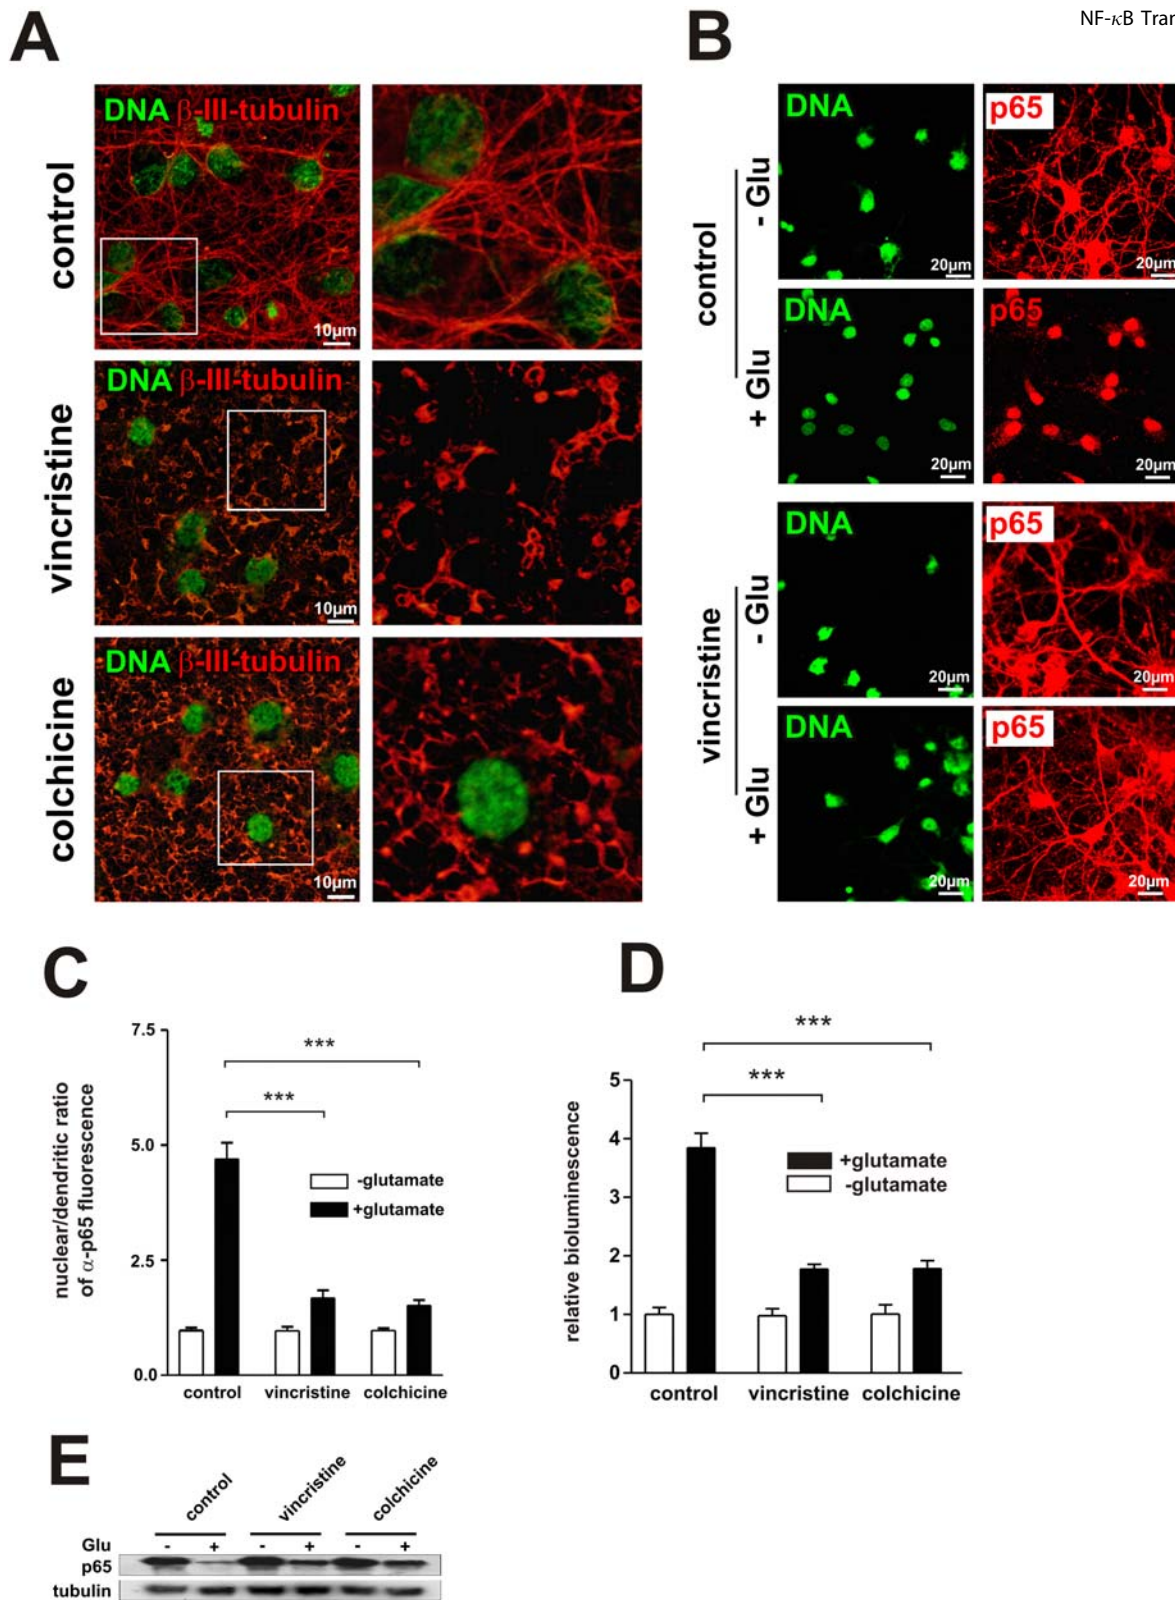 NF-κB Tran
A
B
control
DNA β-III-tubulin
10μm
vincristine
DNA β-III-tubulin
10μm
colchicine
DNA β-III-tubulin
10μm
control
- Glu
DNA
20μm
p65
20μm
+ Glu
DNA
20μm
p65
20μm
vincristine
- Glu
DNA
20μm
p65
20μm
+ Glu
DNA
20μm
p65
20μm
C
nuclear/dendritic ratio
of α-p65 fluorescence
7.5
5.0
2.5
0.0
***
***
-glutamate
+glutamate
control vincristine colchicine
D
relative bioluminescence
5
4
3
2
1
0
***
***
+glutamate
-glutamate
control vincristine colchicine
E
control vincristine colchicine
Glu - + - + - +
p65
tubulin